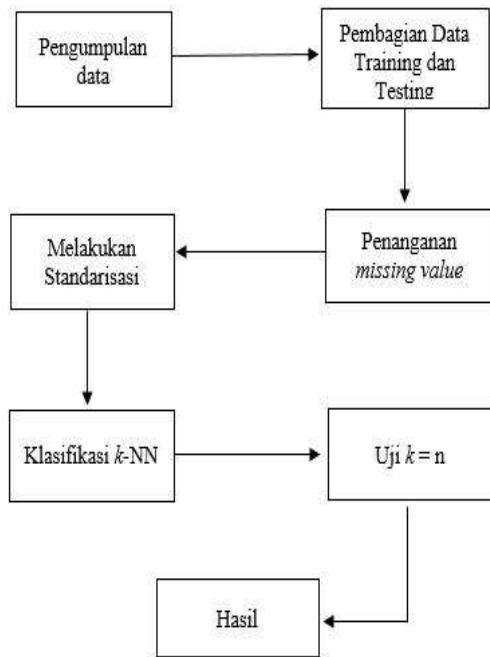 Pengumpulan
data
Pembagian Data
Training dan
Testing
Penanganan
missing value
Melakukan
Standarisasi
Klasifikasi k-NN
Uji k = n
Hasil